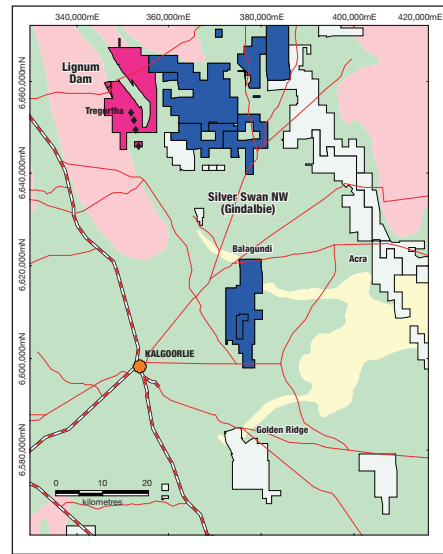 340,000mE
360,000mE
380,000mE
400,000mE
420,000mE
6,660,000mN
6,640,000mN
6,620,000mN
6,600,000mN
6,580,000mN
Lignum
Dam
Tregurtha
Silver Swan NW
(Gindalbie)
Balagundi
Acra
KALGOORLIE
Golden Ridge
0
10
20
kilometres